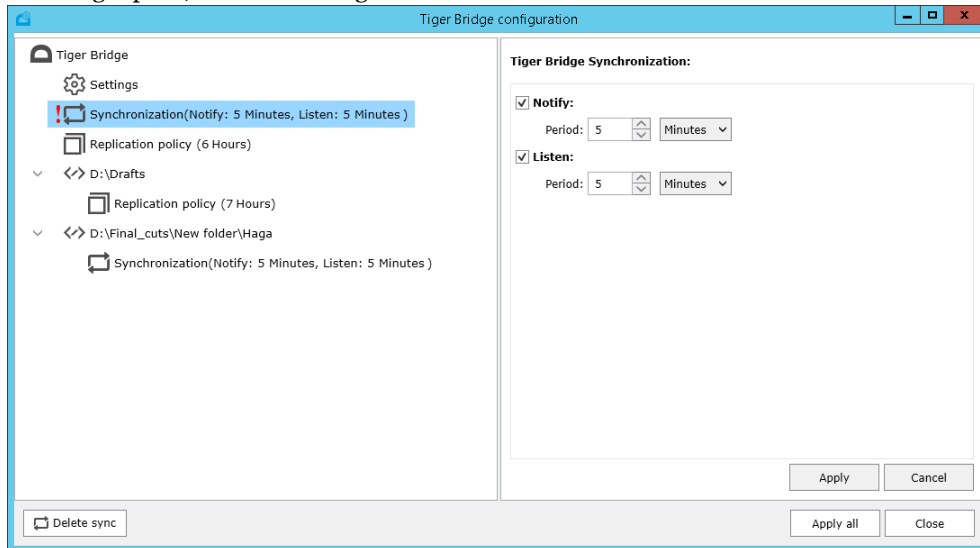 Tiger Bridge configuration
Tiger Bridge
Settings
! Synchronization(Notify: 5 Minutes, Listen: 5 Minutes )
Replication policy (6 Hours)
D:\Drafts
Replication policy (7 Hours)
D:\Final_cuts\New folder\Haga
Synchronization(Notify: 5 Minutes, Listen: 5 Minutes )
Delete sync
Tiger Bridge Synchronization:
Notify:
Period: 5 Minutes
Listen:
Period: 5 Minutes
Apply Cancel
Apply all Close